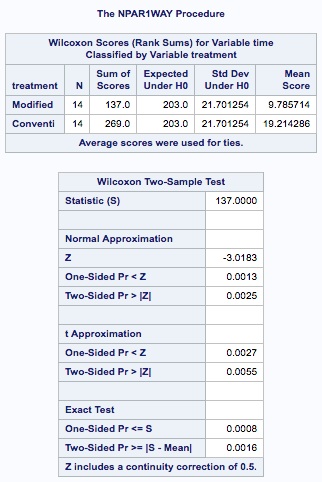 The NPAR1WAY Procedure
Wilcoxon Scores (Rank Sums) for Variable time
Classified by Variable treatment
treatment N Sum of Scores Expected Under H0 Std Dev Under H0 Mean Score
Modified 14 137.0 203.0 21.701254 9.785714
Conventi 14 269.0 203.0 21.701254 19.214286
Average scores were used for ties.
Wilcoxon Two-Sample Test
Statistic (S) 137.0000
Normal Approximation
Z -3.0183
One-Sided Pr < Z 0.0013
Two-Sided Pr > |Z| 0.0025
t Approximation
One-Sided Pr < Z 0.0027
Two-Sided Pr > |Z| 0.0055
Exact Test
One-Sided Pr <= S 0.0008
Two-Sided Pr >= |S - Mean| 0.0016
Z includes a continuity correction of 0.5.